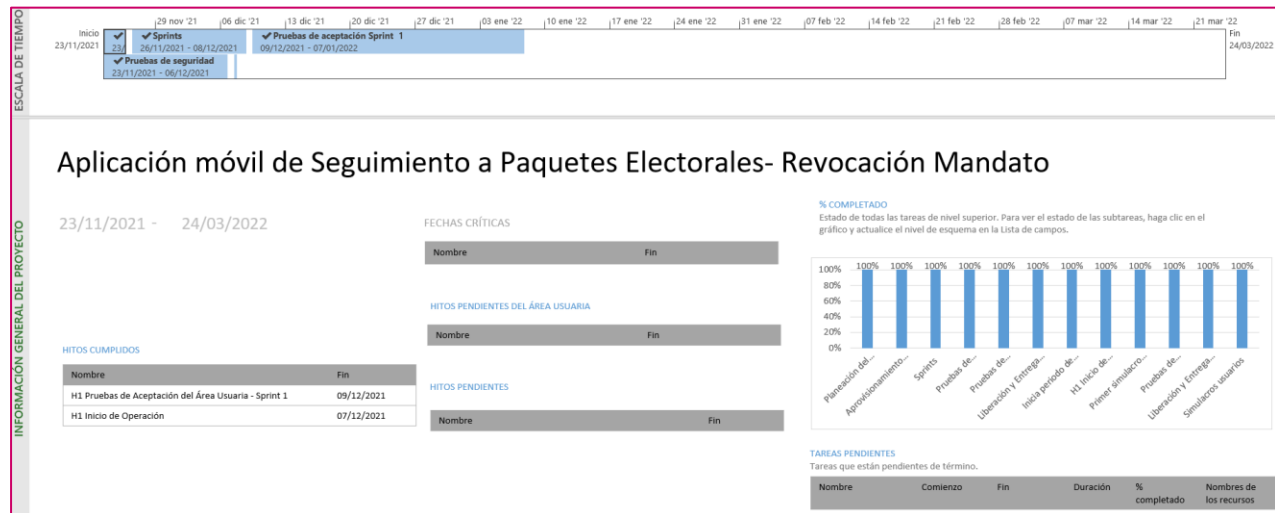 ESCALA DE TIEMPO
29 nov '21 06 dic '21 13 dic '21 20 dic '21 27 dic '21 03 ene '22 10 ene '22 17 ene '22 24 ene '22 31 ene '22 07 feb '22 14 feb '22 21 feb '22 28 feb '22 07 mar '22 14 mar '22 21 mar '22
Inicio
23/11/2021
23/
✔Sprints
26/11/2021 - 08/12/2021
✔Pruebas de aceptación Sprint 1
09/12/2021 - 07/01/2022
✔Pruebas de seguridad
23/11/2021 - 06/12/2021
Fin
24/03/2022
INFORMACIÓN GENERAL DEL PROYECTO
Aplicación móvil de Seguimiento a Paquetes Electorales- Revocación Mandato
23/11/2021 - 24/03/2022
HITOS CUMPLIDOS
Nombre Fin
H1 Pruebas de Aceptación del Área Usuaria - Sprint 1 09/12/2021
H1 Inicio de Operación 07/12/2021
FECHAS CRÍTICAS
Nombre Fin
HITOS PENDIENTES DEL ÁREA USUARIA
Nombre Fin
HITOS PENDIENTES
Nombre Fin
% COMPLETADO
Estado de todas las tareas de nivel superior. Para ver el estado de las subtareas, haga clic en el
gráfico y actualice el nivel de esquema en la Lista de campos.
100% 100% 100% 100% 100% 100% 100% 100% 100% 100% 100%
100%
80%
60%
40%
20%
0%
Planeación del...
Aprovisionamiento...
Sprints
Pruebas de...
Pruebas de...
Liberación y Entrega...
Inicia periodo de...
H1 Inicio de...
Primer simulacro...
Pruebas de...
Liberación y Entrega...
Simulacros usuarios
TAREAS PENDIENTES
Tareas que están pendientes de término.
Nombre Comienzo Fin Duración % completado Nombres de los recursos